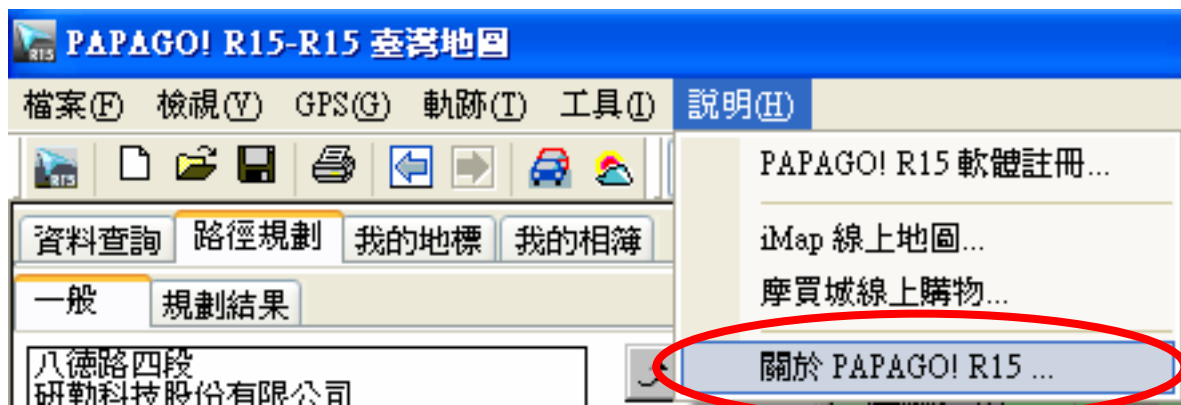 PAPAGO! R15-R15 臺灣地圖
檔案(F) 檢視(V) GPS(G) 軌跡(T) 工具(I) 說明(H)
R15
PAPAGO! R15 軟體註冊...
資料查詢 路徑規劃 我的地標 我的相簿
iMap 線上地圖...
一般 規劃結果
摩買城線上購物...
八德路四段
研勤科技股份有限公司
關於 PAPAGO! R15 ...